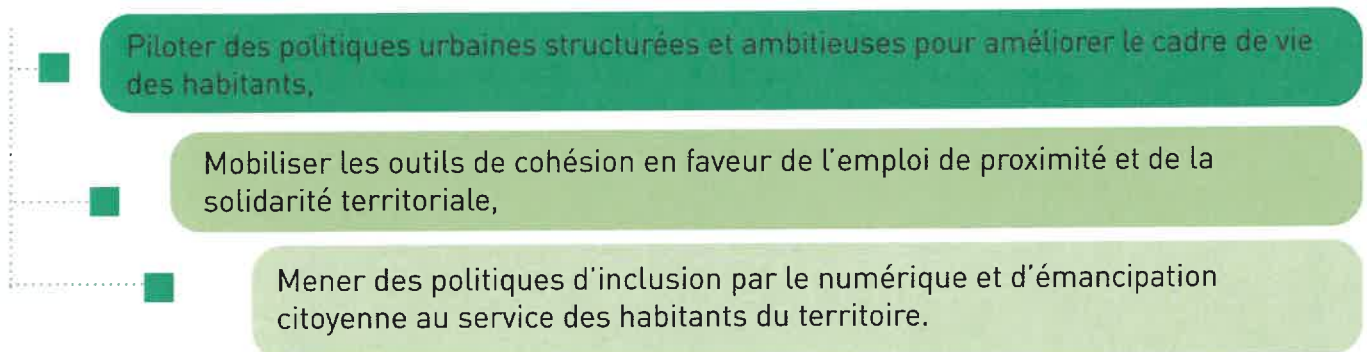 Piloter des politiques urbaines structurées et ambitieuses pour améliorer le cadre de vie
des habitants,
Mobiliser les outils de cohésion en faveur de l'emploi de proximité et de la
solidarité territoriale,
Mener des politiques d'inclusion par le numérique et d'émancipation
citoyenne au service des habitants du territoire.